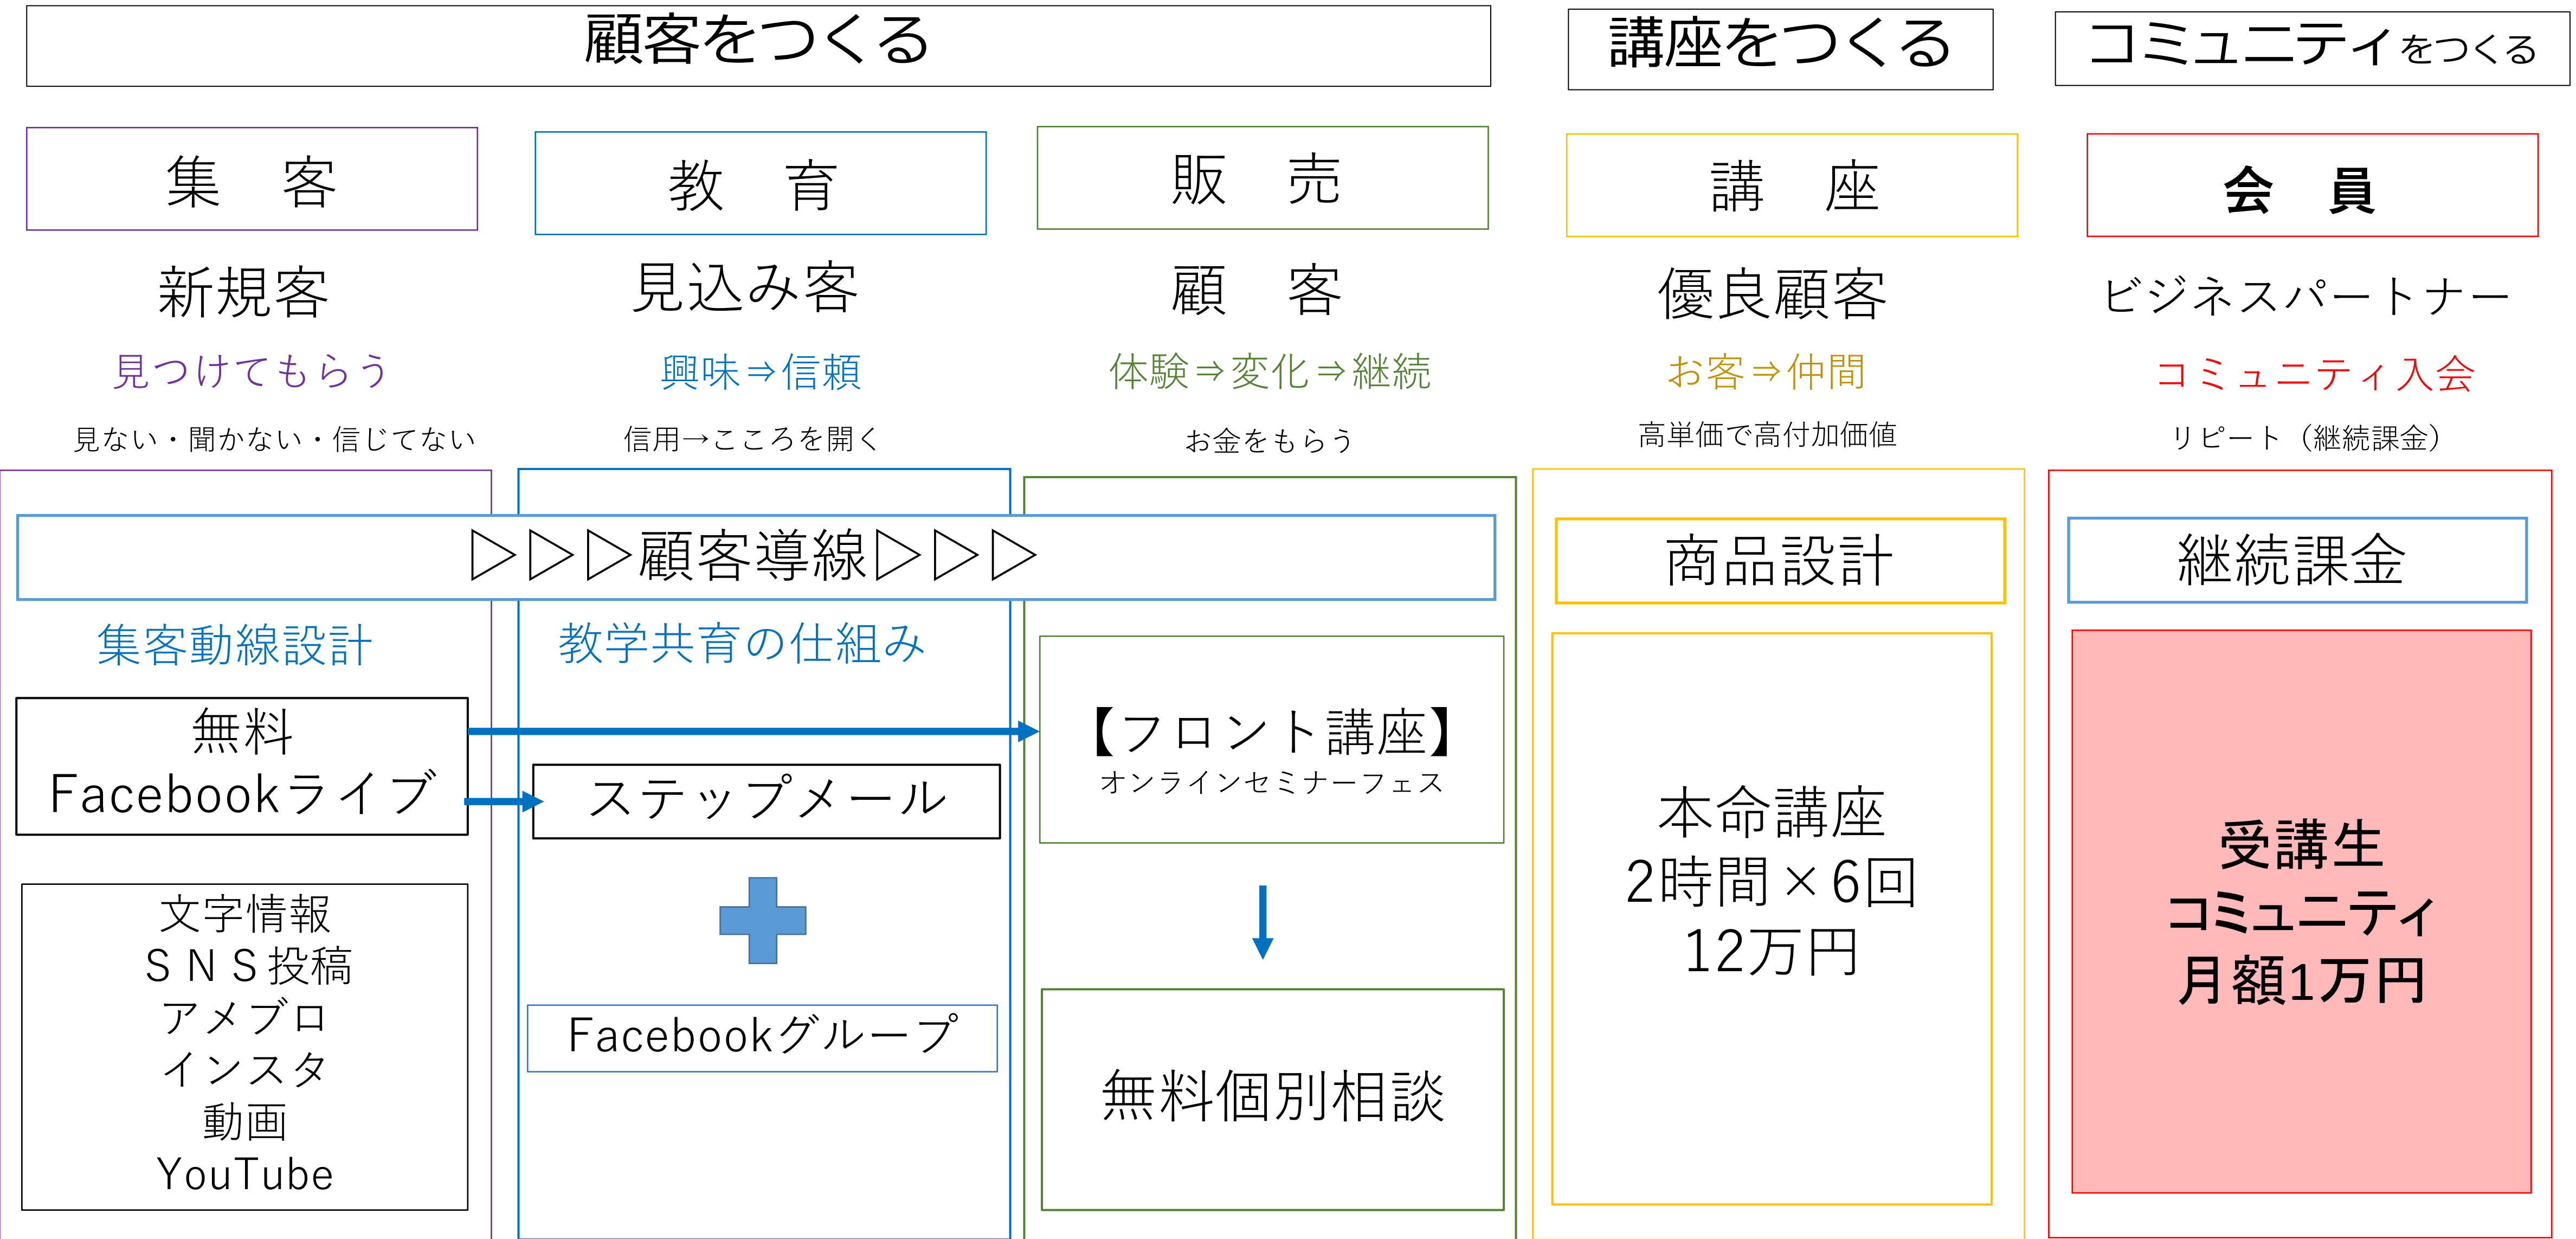 顧客をつくる
講座をつくる
コミュニティをつくる
集　客
教　育
販　売
講　座
会　員
新規客
見込み客
顧　客
優良顧客
ビジネスパートナー
見つけてもらう
興味⇒信頼
体験⇒変化⇒継続
お客⇒仲間
コミュニティ入会
見ない・聞かない・信じてない
信用→こころを開く
お金をもらう
高単価で高付加価値
リピート（継続課金）
▷▷▷顧客導線▷▷▷
商品設計
継続課金
集客動線設計
教学共育の仕組み
無料
Facebookライブ
文字情報
ＳＮＳ投稿
アメブロ
インスタ
動画
YouTube
ステップメール
Facebookグループ
【フロント講座】
オンラインセミナーフェス
無料個別相談
本命講座
2時間×6回
12万円
受講生
コミュニティ
月額1万円